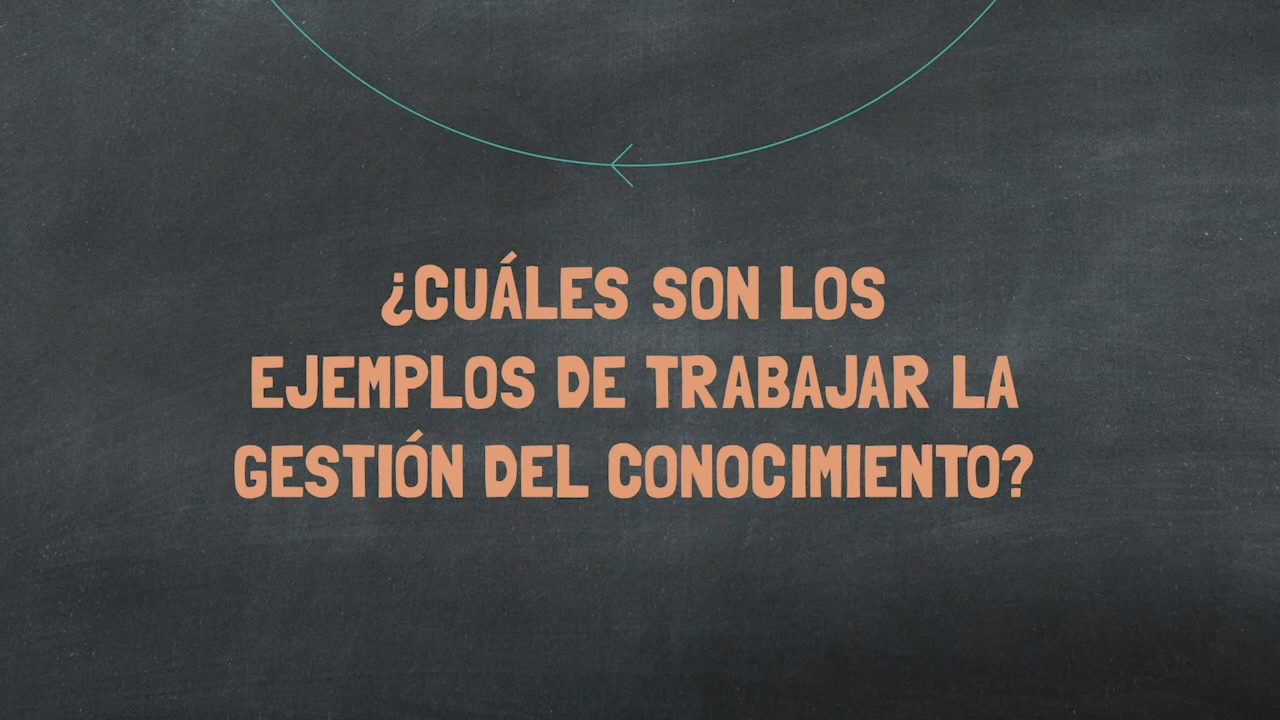 ¿CUÁLES SON LOS
EJEMPLOS DE TRABAJAR LA
GESTIÓN DEL CONOCIMIENTO?